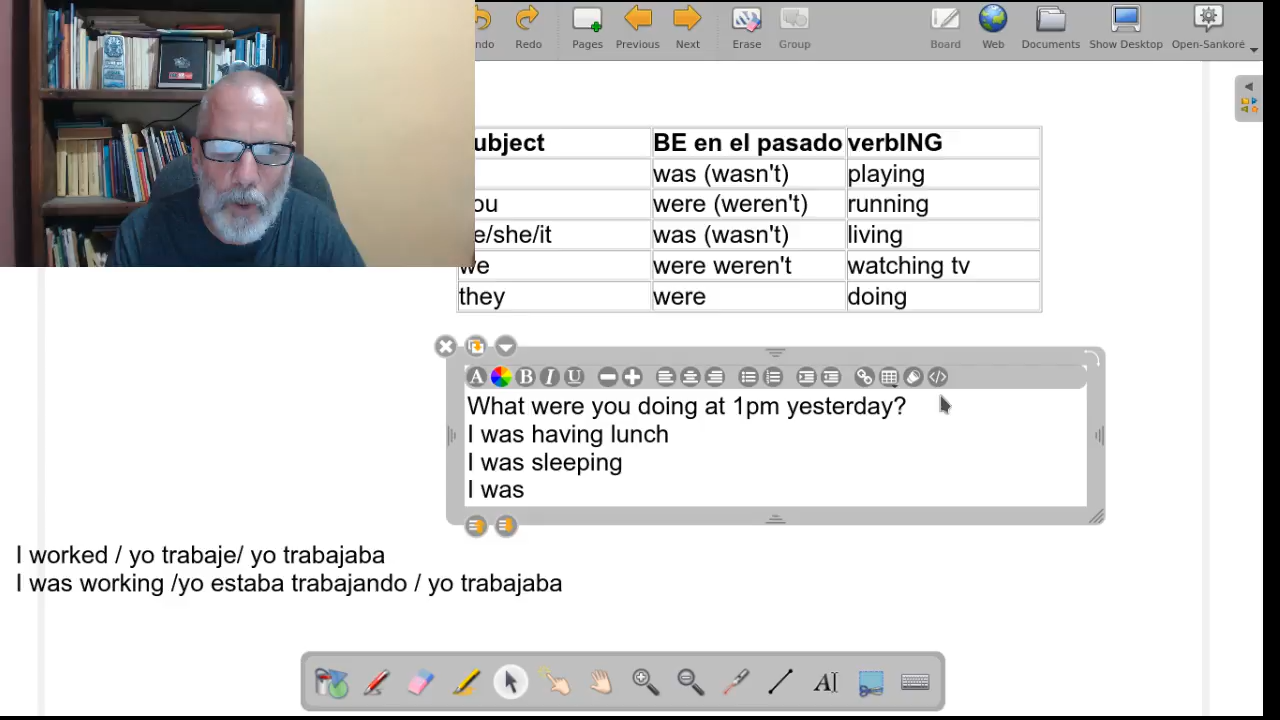 ndo
Redo
Pages
Previous
Next
Erase
Group
Board
Web
Documents
Show Desktop
Open-Sankoré
ubject BE en el pasado verbING
was (wasn't) playing
ou were (weren't) running
e/she/it was (wasn't) living
we were weren't watching tv
they were doing
A B I U
What were you doing at 1pm yesterday?
I was having lunch
I was sleeping
I was
I worked / yo trabaje/ yo trabajaba
I was working /yo estaba trabajando / yo trabajaba
AI